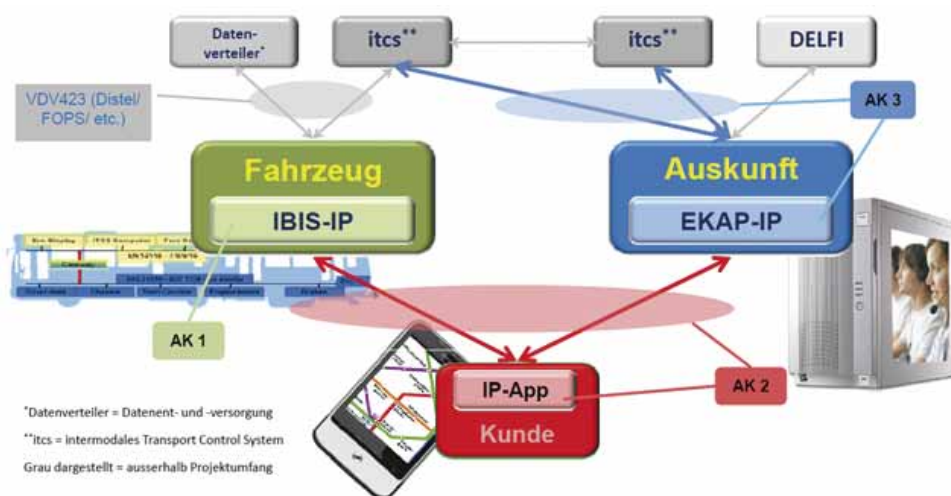 Daten-
verteiler*
itcs**
itcs**
DELFI
VDV423 (Distel/
FOPS/ etc.)
AK 3
Fahrzeug
Auskunft
IBIS-IP
EKAP-IP
AK 1
AK 2
IP-App
Kunde
*Datenverteiler = Datenent- und -versorgung
**itcs = intermodales Transport Control System
Grau dargestellt = ausserhalb Projektumfang